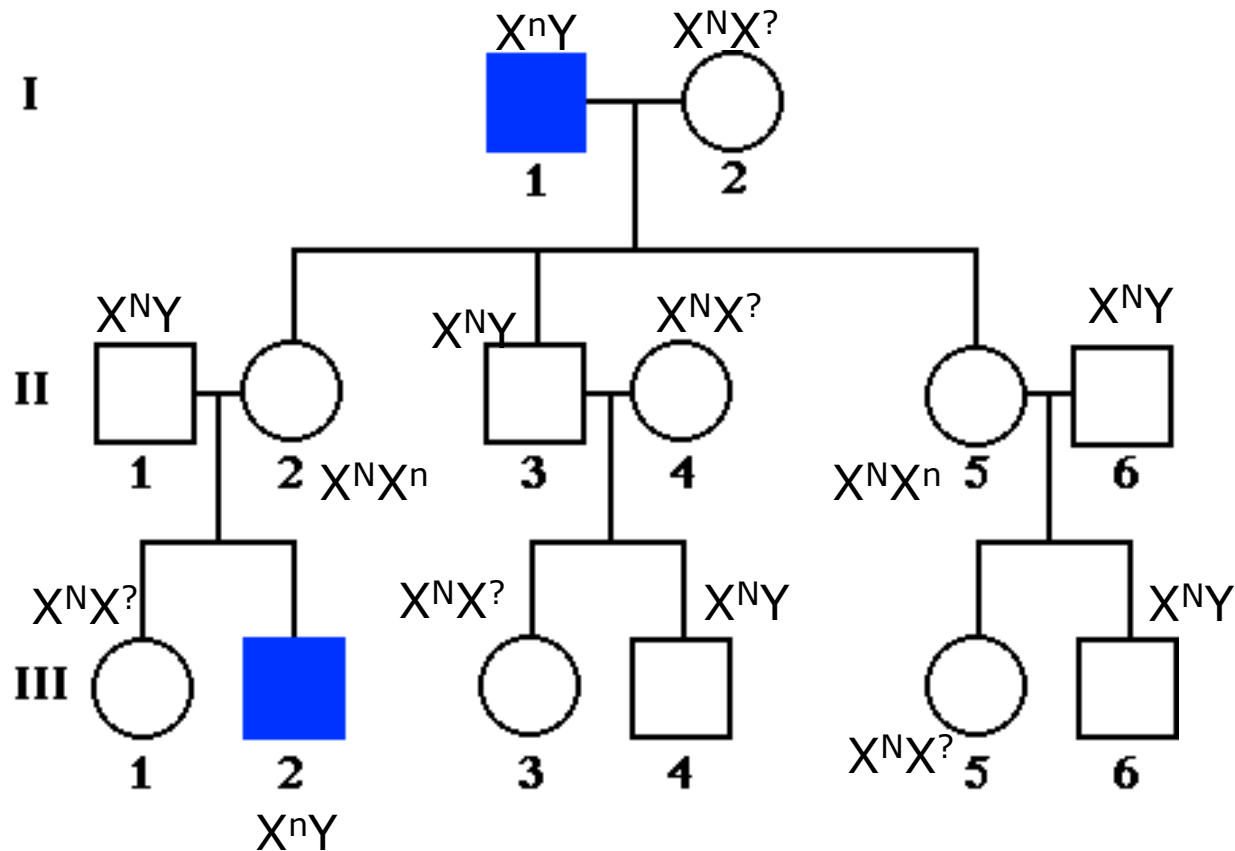 XⁿY XᴺX?
I
1 2
XᴺY XᴺY XᴺX? XᴺY
II
1 2 XᴺXⁿ 3 4 XᴺXⁿ 5 6
XᴺX? XᴺX? XᴺY XᴺY
III
XᴺX?
1 2 3 4 5 6
XⁿY